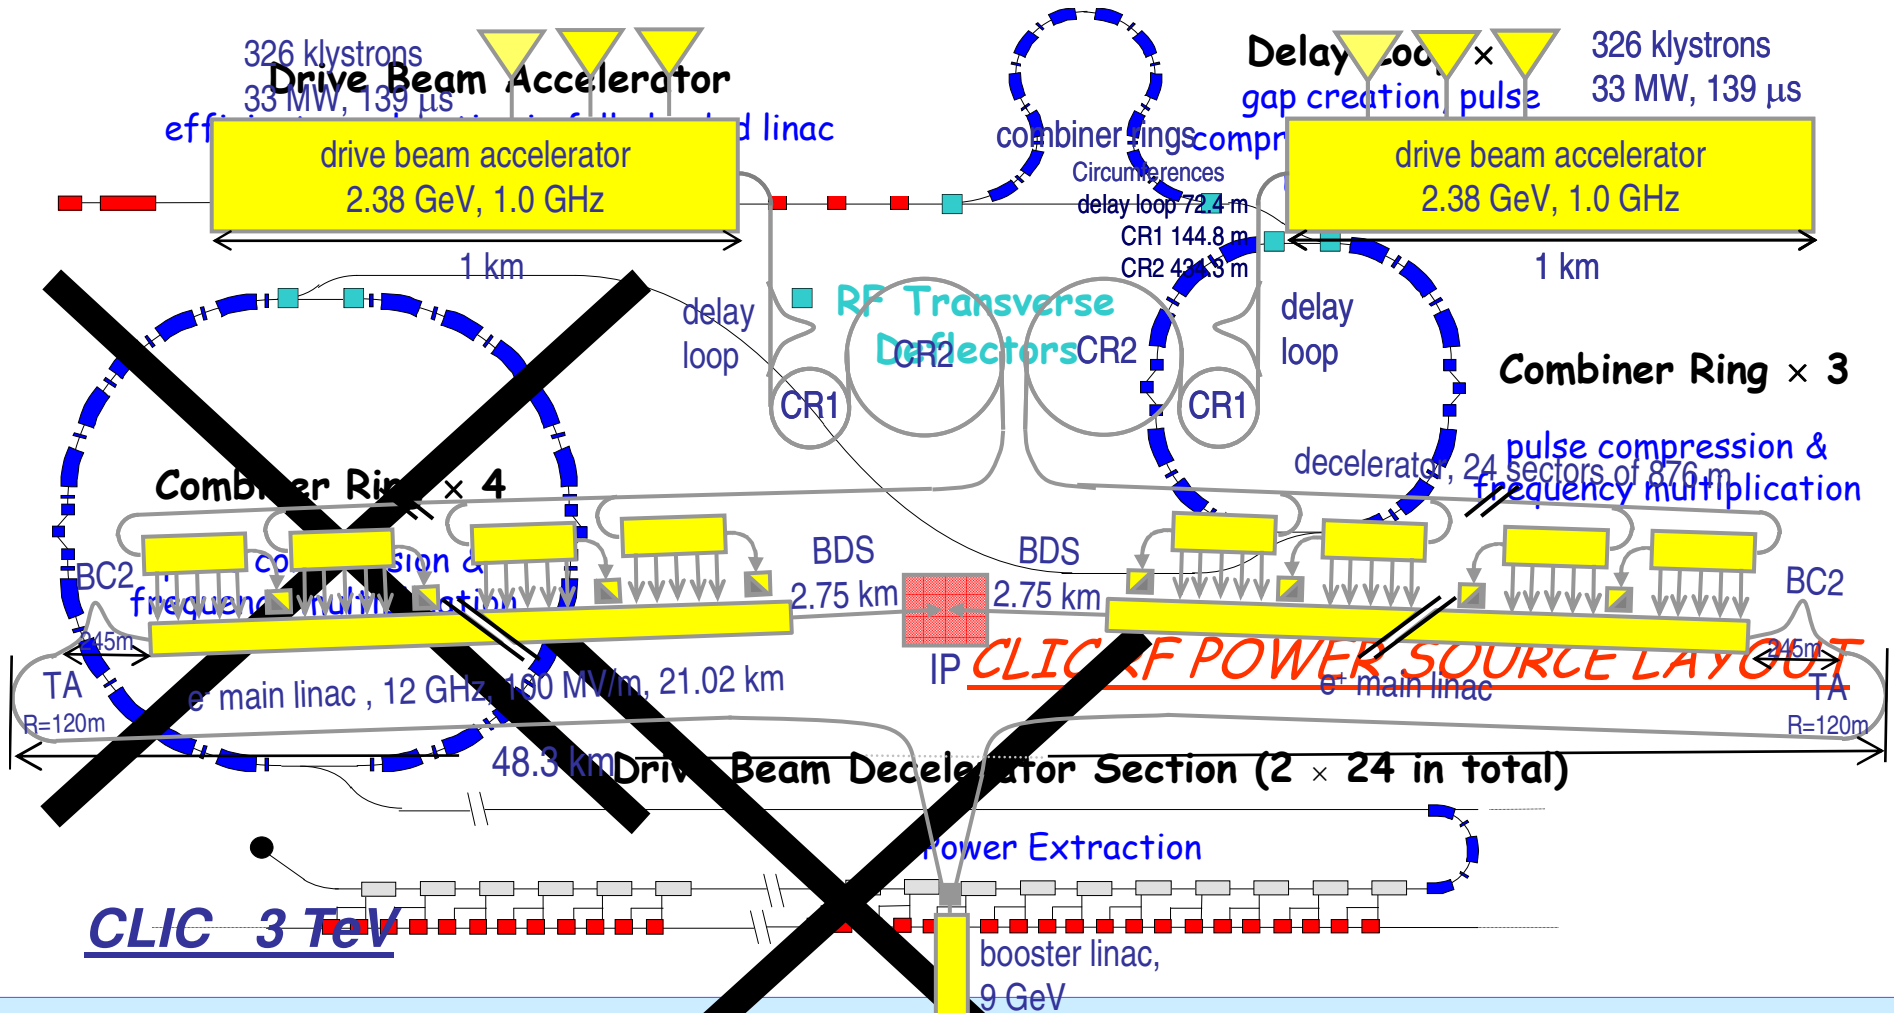 326 klystrons
33 MW, 139 μs
Drive Beam Accelerator
linac
drive beam accelerator
2.38 GeV, 1.0 GHz
1 km
Delay Loop ×
gap creation, pulse
combiner rings
Circumferences
delay loop 72.4 m
CR1 144.8 m
CR2 434.3 m
326 klystrons
33 MW, 139 μs
drive beam accelerator
2.38 GeV, 1.0 GHz
1 km
delay
loop
RF Transverse
Deflectors
CR2
CR2
CR1
CR1
delay
loop
Combiner Ring × 3
pulse compression &
frequency multiplication
decelerator, 24 sectors of 876 m
Combiner Ring × 4
frequency multiplication
BC2
245m
TA
R=120m
BDS
2.75 km
BDS
2.75 km
IP
BC2
245m
TA
R=120m
CLIC RF POWER SOURCE LAYOUT
e- main linac , 12 GHz, 100 MV/m, 21.02 km
e+ main linac
48.3 km
Drive Beam Decelerator Section (2 × 24 in total)
Power Extraction
CLIC 3 TeV
booster linac,
9 GeV